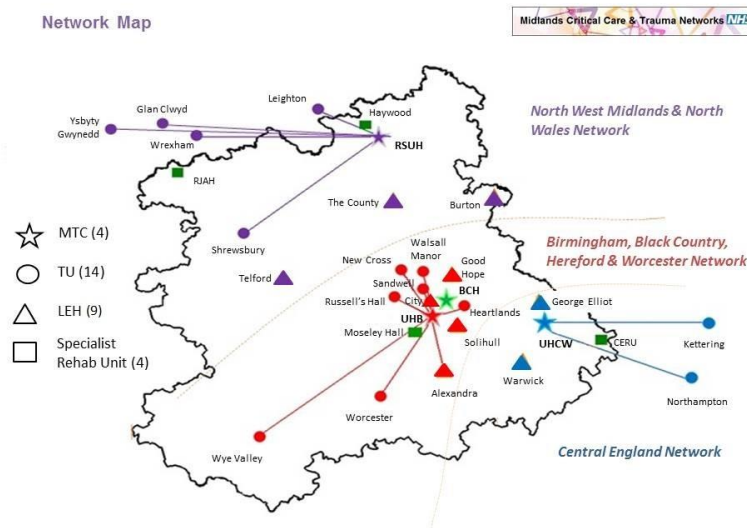 Network Map
Midlands Critical Care & Trauma Networks NHS
Leighton
Glan Clwyd
Haywood
Ysbyty
Gwynedd
Wrexham
RSUH
North West Midlands & North
Wales Network
RJAH
The County
Burton
MTC (4)
Shrewsbury
Walsall
Manor
Birmingham, Black Country,
Hereford & Worcester Network
New Cross
Good
Hope
TU (14)
Telford
Sandwell
BCH
Russell's Hall
City
George Elliot
LEH (9)
Heartlands
UHB
Moseley Hall
Solihull
UHCW
CERU
Kettering
Specialist
Rehab Unit (4)
Alexandra
Warwick
Northampton
Worcester
Wye Valley
Central England Network